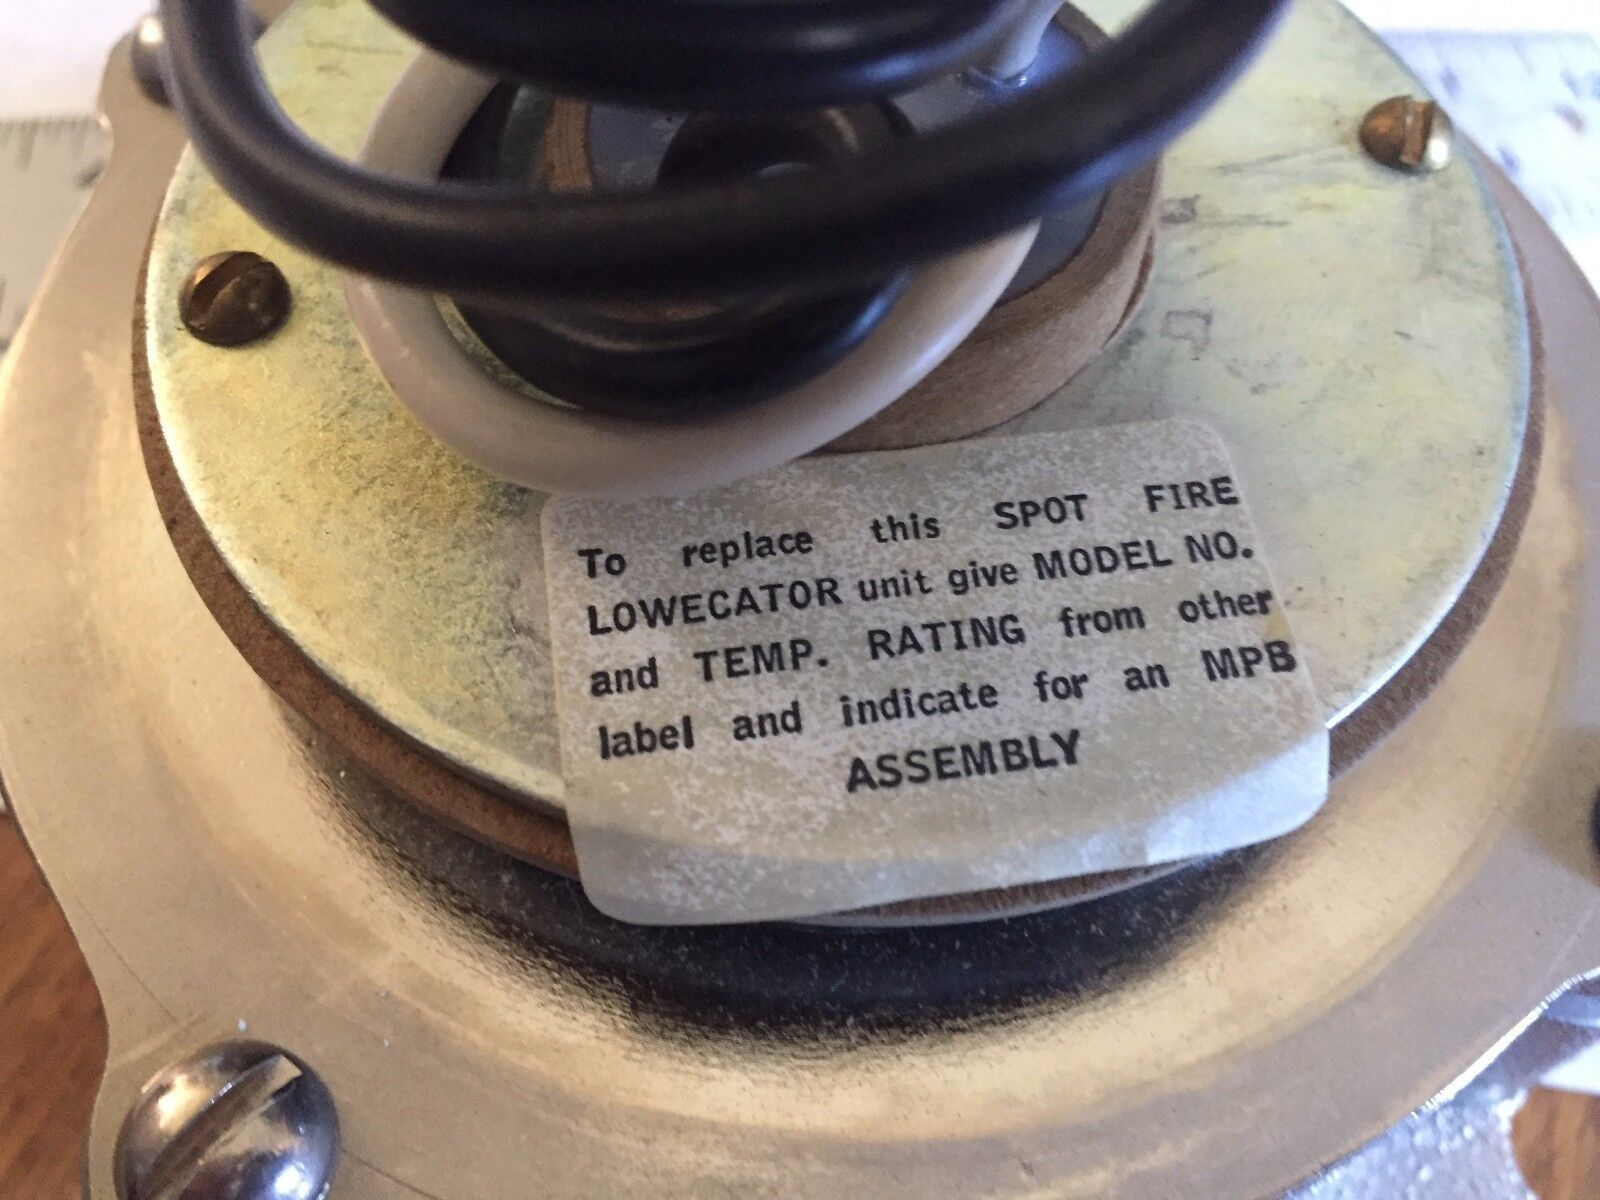 To replace this SPOT FIRE
LOWECATOR unit give MODEL NO.
and TEMP. RATING from other
label and indicate for an MPB
ASSEMBLY